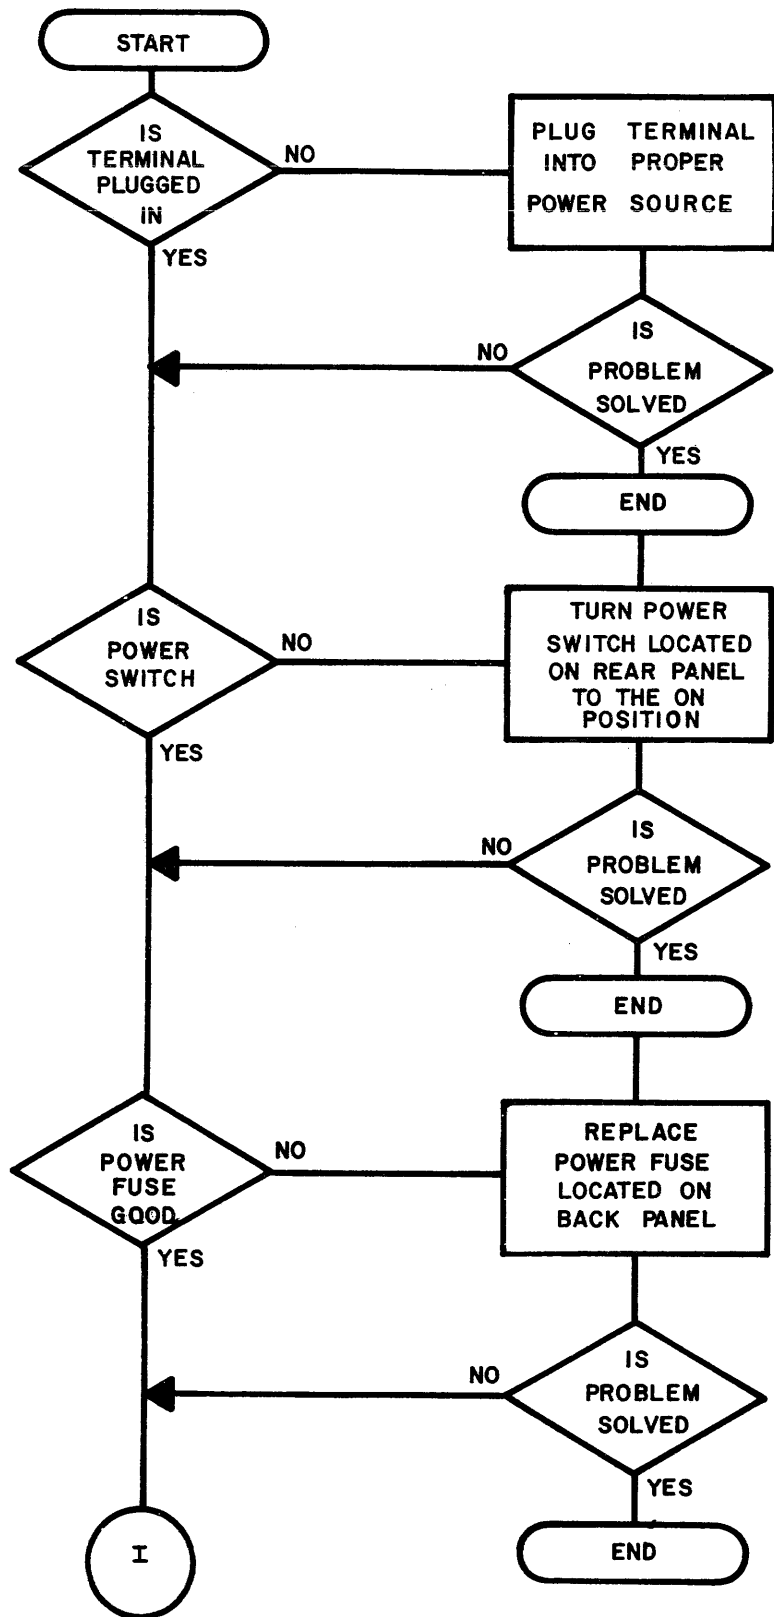 START
IS
TERMINAL
PLUGGED
IN
NO
YES
PLUG TERMINAL
INTO PROPER
POWER SOURCE
IS
PROBLEM
SOLVED
NO
YES
END
IS
POWER
SWITCH
NO
YES
TURN POWER
SWITCH LOCATED
ON REAR PANEL
TO THE ON
POSITION
IS
PROBLEM
SOLVED
NO
YES
END
IS
POWER
FUSE
GOOD
NO
YES
REPLACE
POWER FUSE
LOCATED ON
BACK PANEL
IS
PROBLEM
SOLVED
NO
YES
END
I